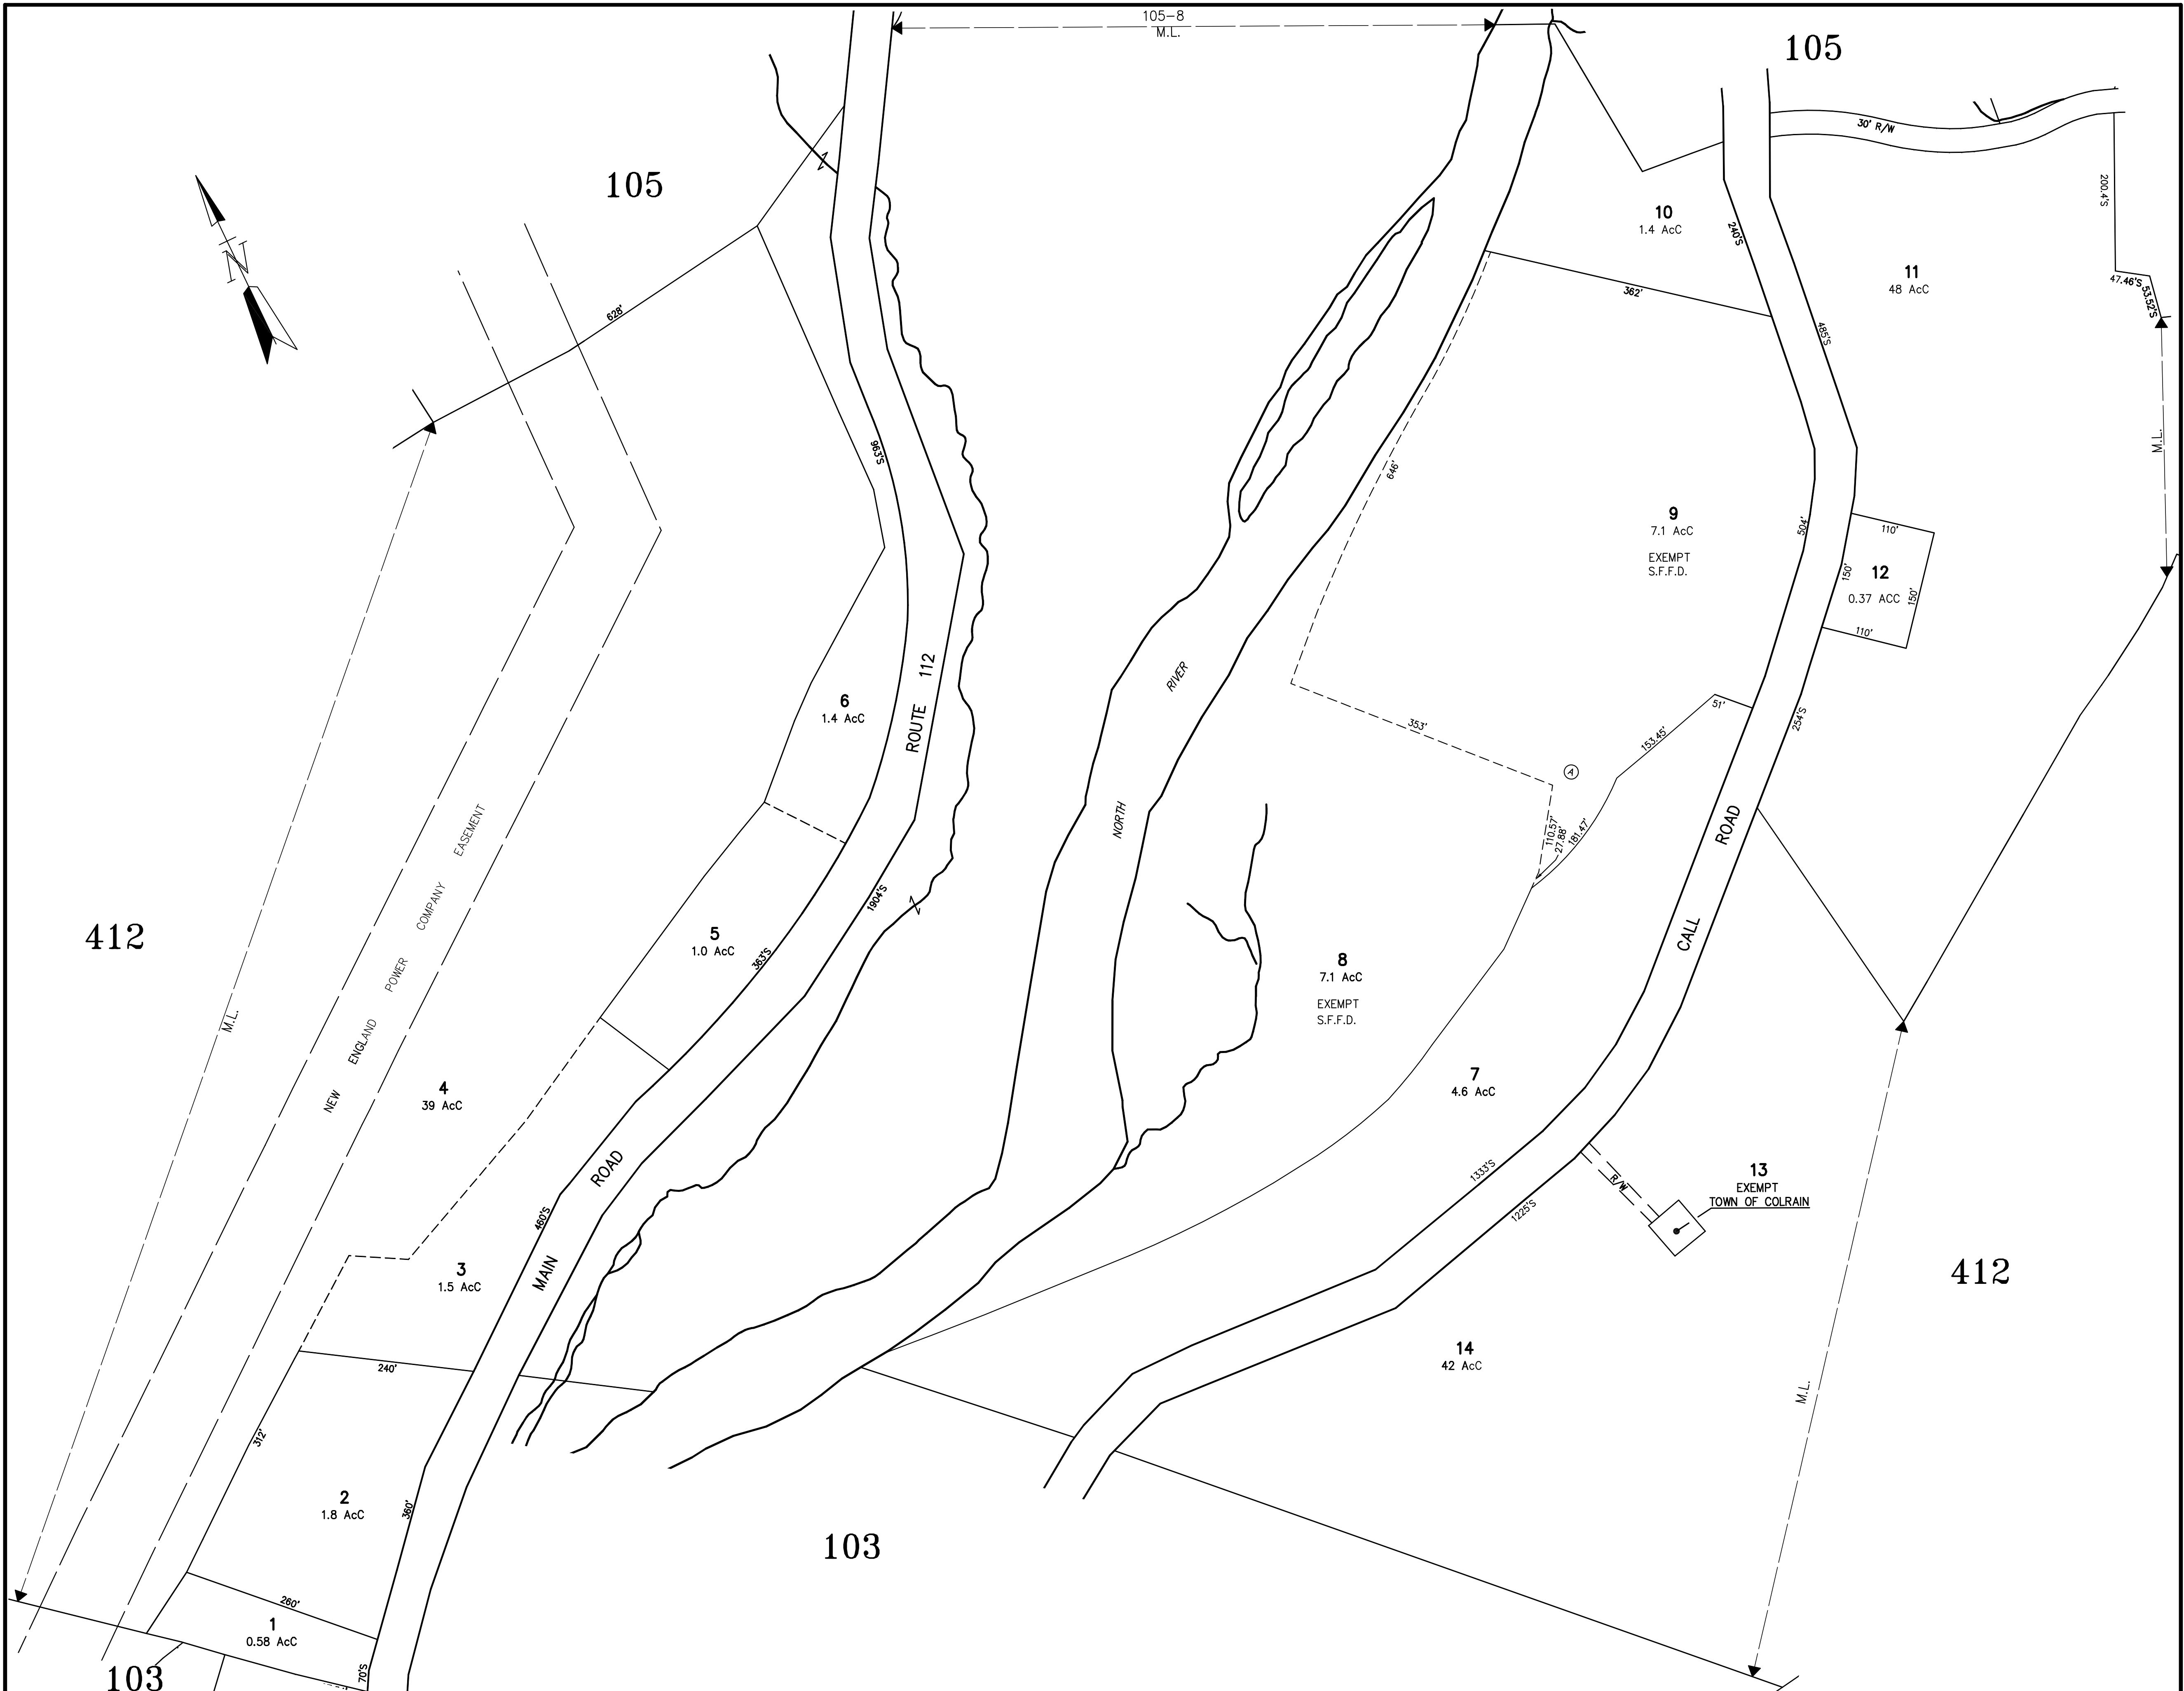 105-8
M.L.
105
30' R/W
105
N
10
1.4 AcC
240'S
200.4'S
11
48 AcC
47.46'S
53.52'S
362'
485'S
628'
M.L.
963'S
646'
9
7.1 AcC
EXEMPT
S.F.F.D.
504'
110'
150'
12
0.37 ACC
150'
110'
ROUTE 112
RIVER
NORTH
6
1.4 AcC
51'
254'S
353'
153.45'
A
110.57'
27.88'
181.47'
CALL ROAD
NEW ENGLAND POWER COMPANY EASEMENT
1904'S
412
5
1.0 AcC
363'S
8
7.1 AcC
EXEMPT
S.F.F.D.
M.L.
4
39 AcC
7
4.6 AcC
MAIN ROAD
460'S
1333'S
1225'S
R/W
13
EXEMPT
TOWN OF COLRAIN
3
1.5 AcC
412
240'
14
42 AcC
M.L.
312'
2
1.8 AcC
360'
103
260'
1
0.58 AcC
70'S
103